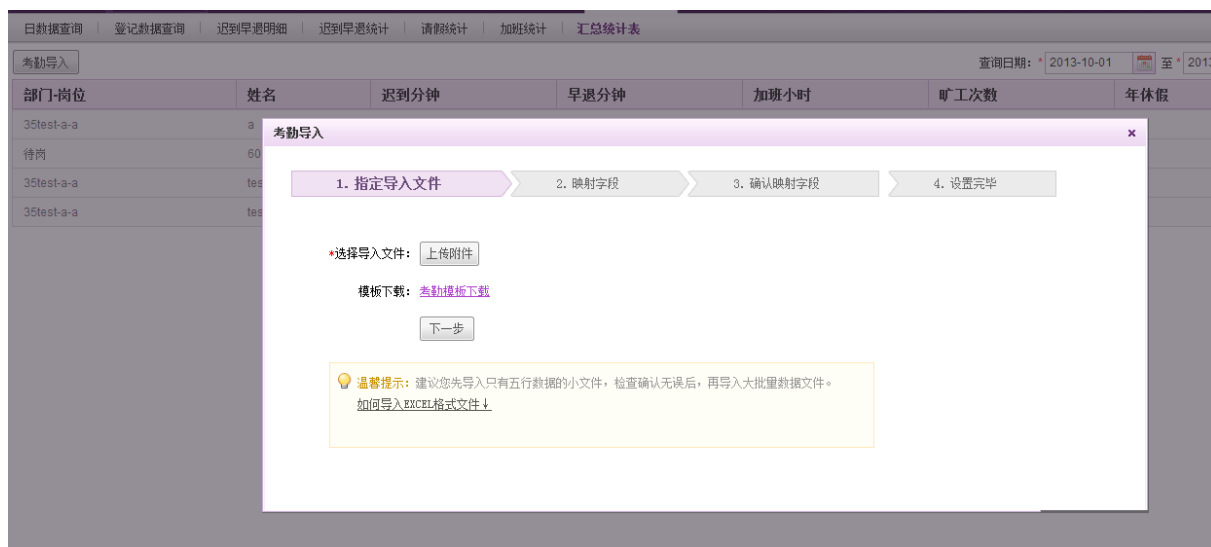 日数据查询 登记数据查询 迟到早退明细 迟到早退统计 请假统计 加班统计 汇总统计表
考勤导入 查询日期: * 2013-10-01 至 * 201
部门-岗位 姓名 迟到分钟 早退分钟 加班小时 旷工次数 年休假
35test-a-a a
待岗 60
35test-a-a tes
35test-a-a tes
考勤导入 ×
1. 指定导入文件 2. 映射字段 3. 确认映射字段 4. 设置完毕
*选择导入文件: 上传附件
模板下载: 考勤模板下载
下一步
温馨提示: 建议您先导入只有五行数据的小文件,检查确认无误后,再导入大批量数据文件。
如何导入EXCEL格式文件↓